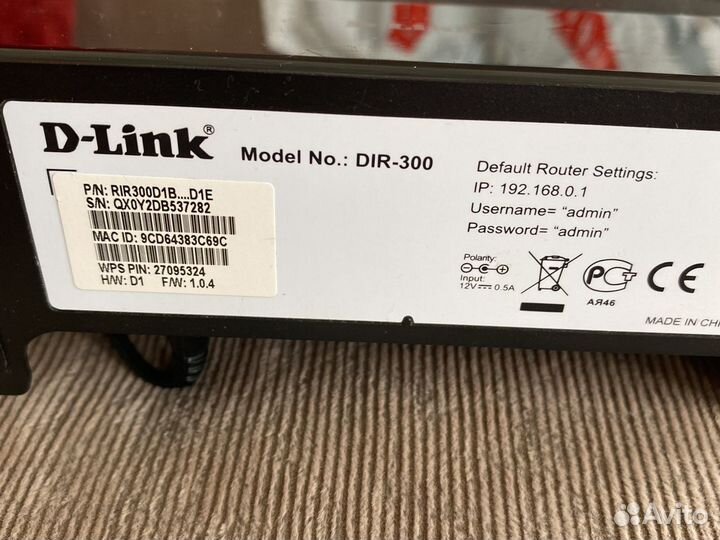 D-Link®
Model No.: DIR-300
P/N: RIR300D1B....D1E
S/N: QX0Y2DB537282
MAC ID: 9CD64383C69C
WPS PIN: 27095324
H/W: D1 F/W: 1.0.4
Default Router Settings:
IP: 192.168.0.1
Username= “admin”
Password= “admin”
Polarity:
Input:
12V 0.5A
АЯ46
CE
MADE IN CHI
Avito